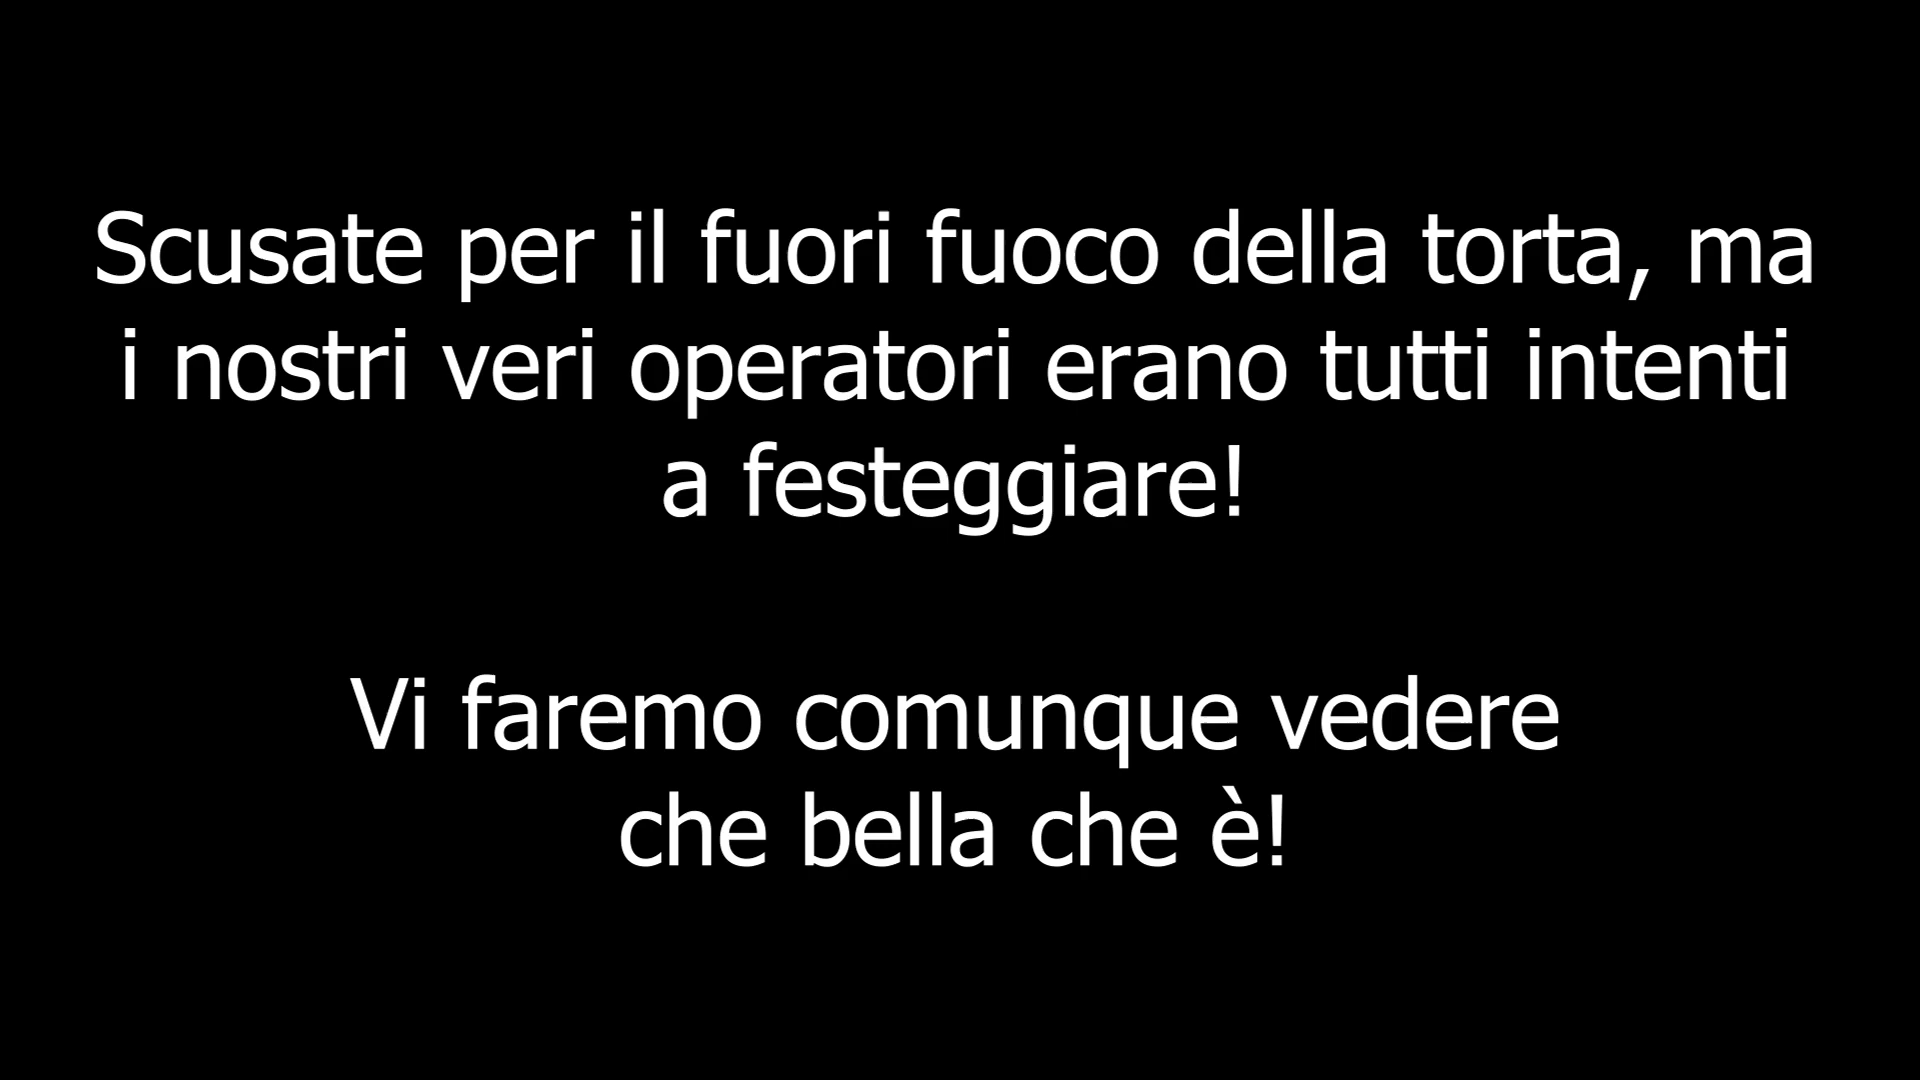 Scusate per il fuori fuoco della torta, ma
i nostri veri operatori erano tutti intenti
a festeggiare!
Vi faremo comunque vedere
che bella che è!